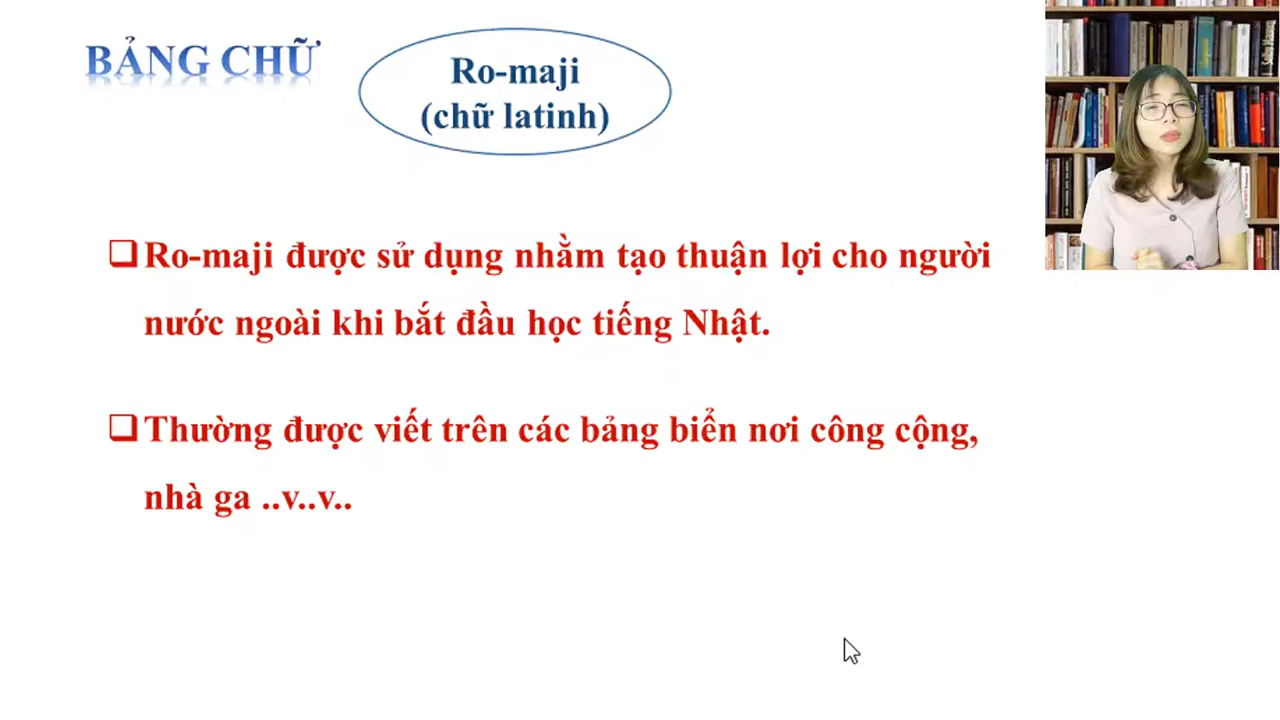 BẢNG CHỮ
Ro-maji
(chữ latinh)
Ro-maji được sử dụng nhằm tạo thuận lợi cho người
nước ngoài khi bắt đầu học tiếng Nhật.
Thường được viết trên các bảng biển nơi công cộng,
nhà ga ..v..v..